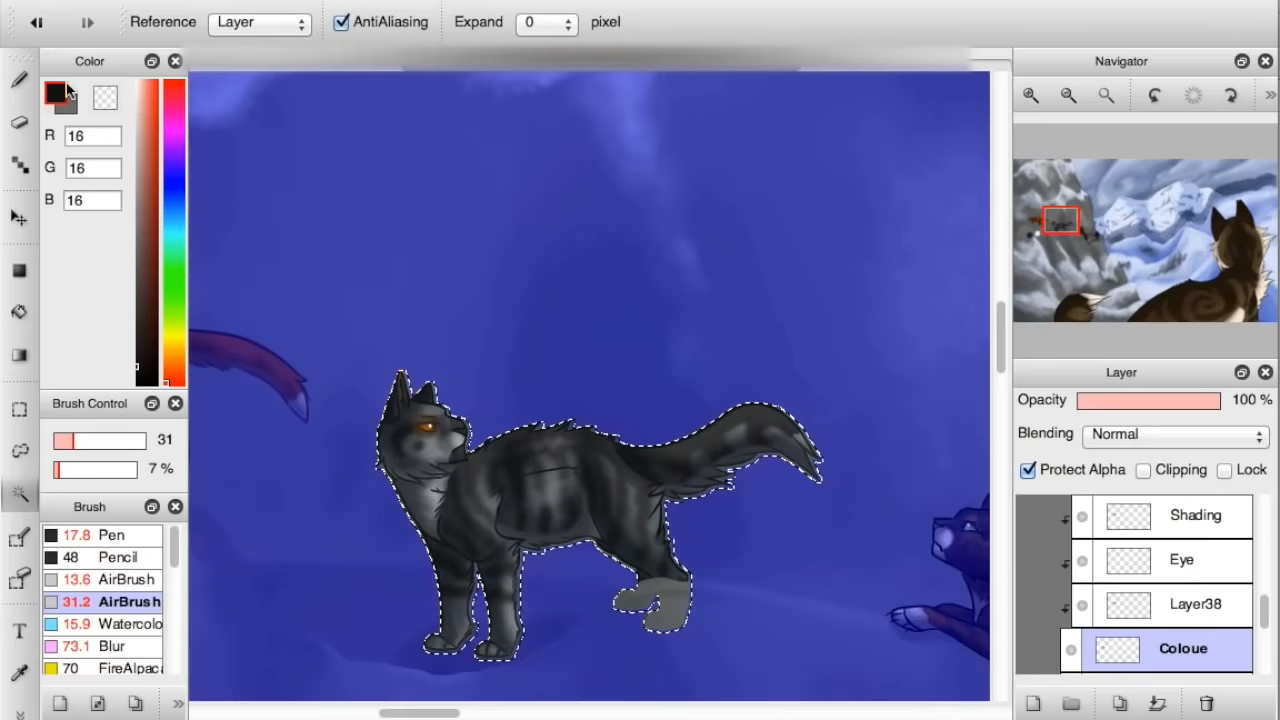 Reference Layer AntiAliasing Expand 0 pixel
Color
R 16
G 16
B 16
Brush Control
31
7 %
Brush
17.8 Pen
48 Pencil
13.6 AirBrush
31.2 AirBrush
15.9 Watercolo
73.1 Blur
70 FireAlpaca
T
Navigator
Layer
Opacity 100 %
Blending Normal
Protect Alpha Clipping Lock
Shading
Eye
Layer38
Coloue